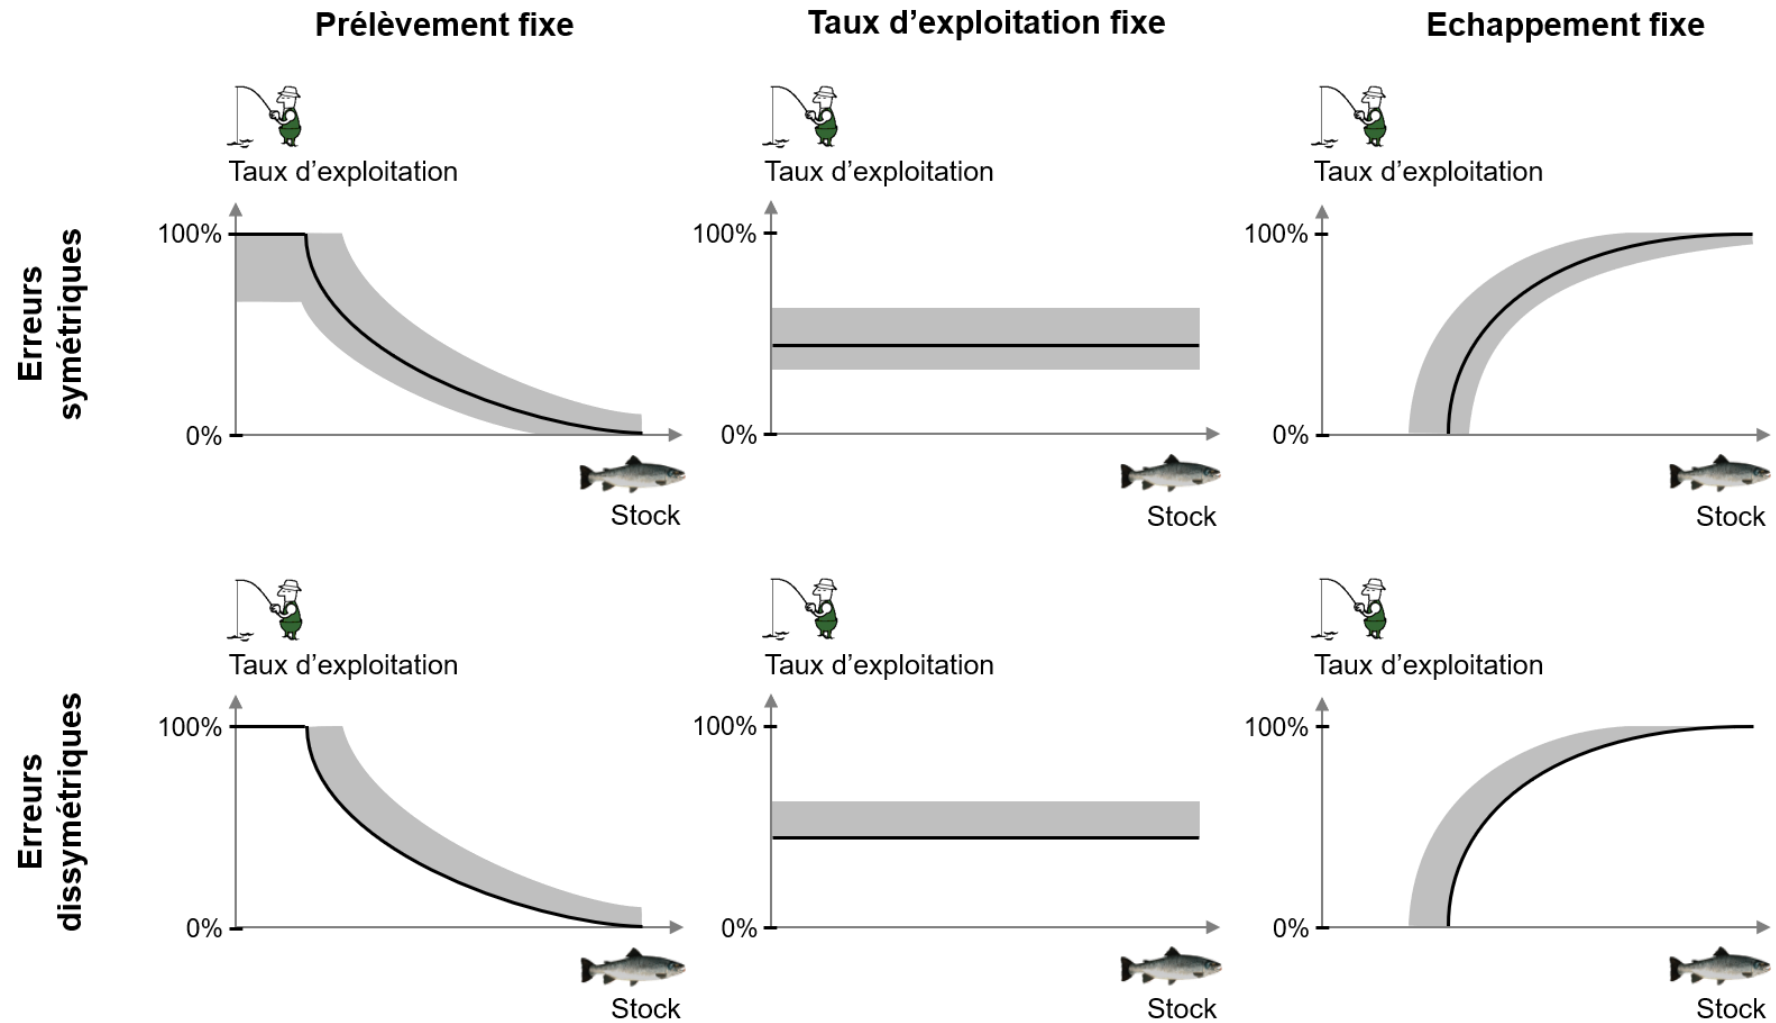 Prélèvement fixe
Taux d’exploitation fixe
Echappement fixe
Erreurs
symétriques
Taux d’exploitation
100%
0%
Stock
Taux d’exploitation
100%
0%
Stock
Taux d’exploitation
100%
0%
Stock
Erreurs
dissymétriques
Taux d’exploitation
100%
0%
Stock
Taux d’exploitation
100%
0%
Stock
Taux d’exploitation
100%
0%
Stock